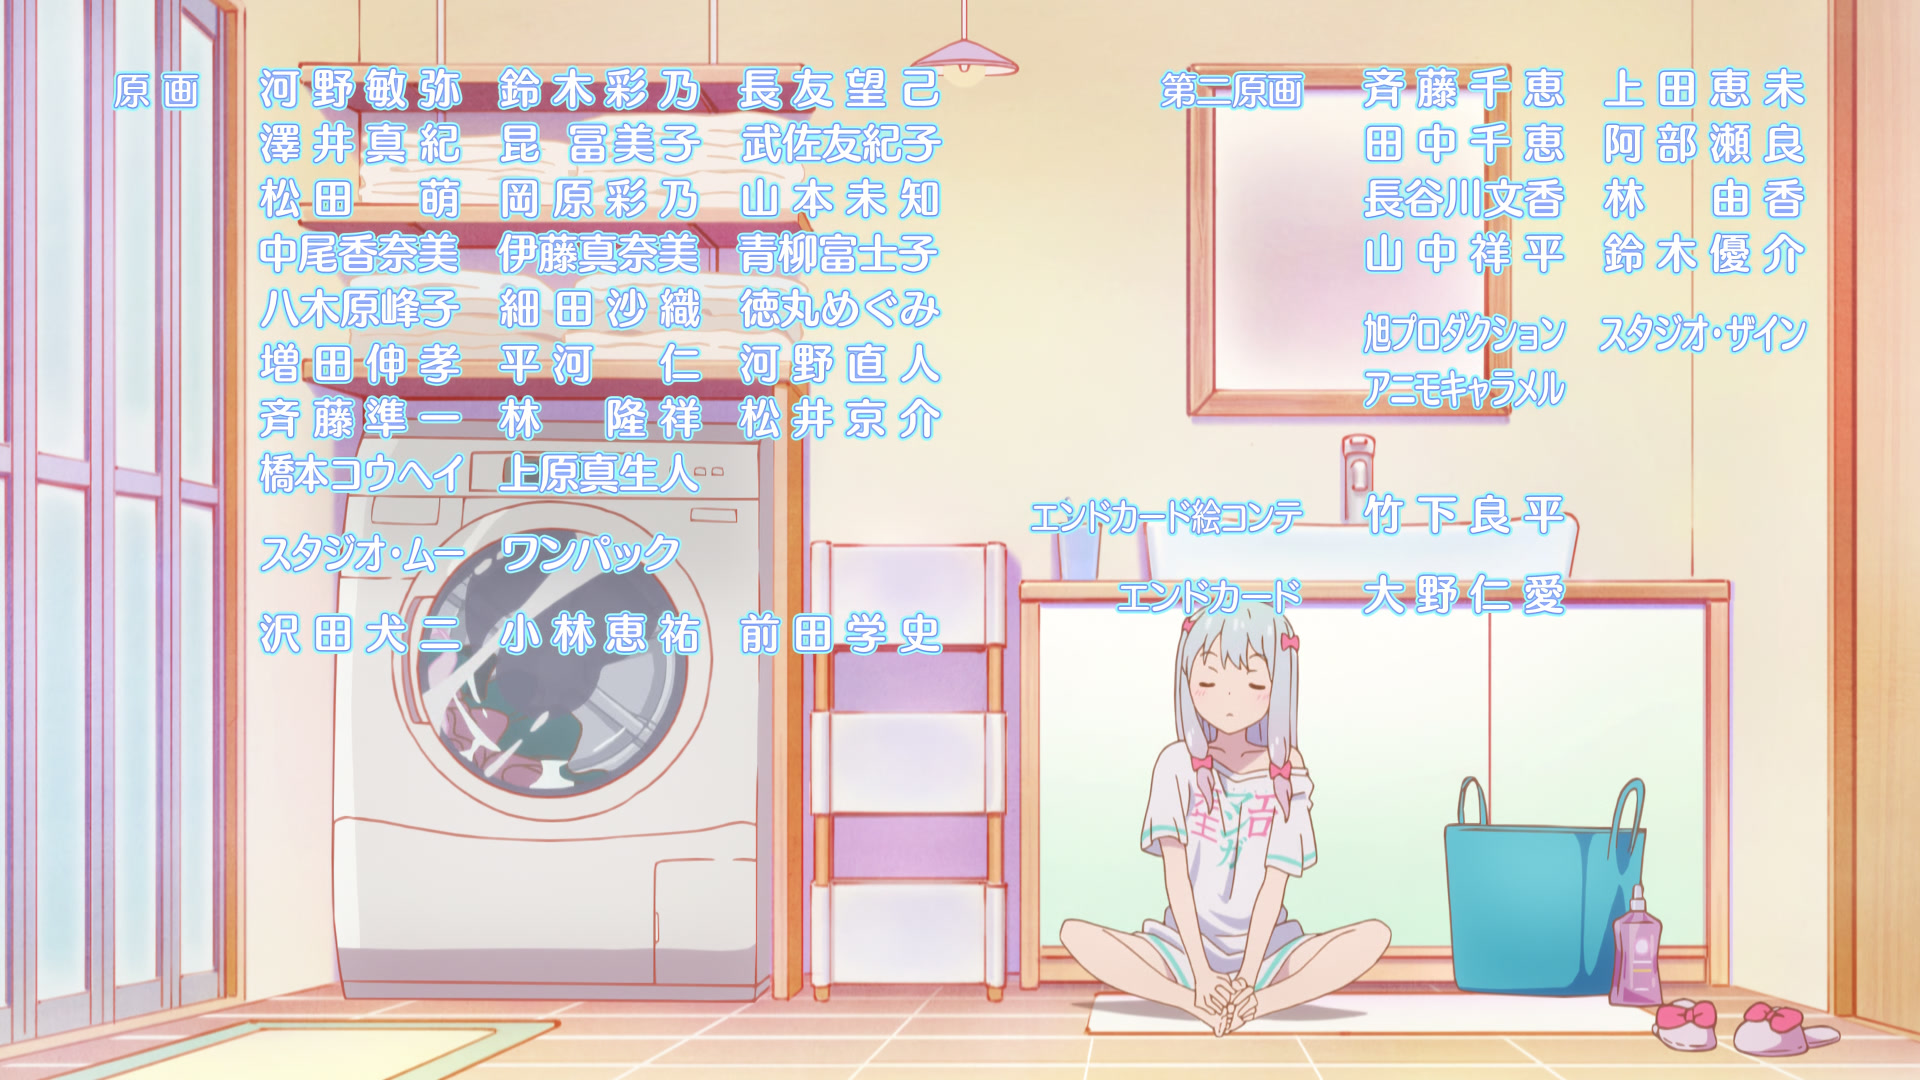 原画 河野敏弥 鈴木彩乃 長友望己
澤井真紀 昆 冨美子 武佐友紀子
松田 萌 岡原彩乃 山本未知
中尾香奈美 伊藤真奈美 青柳冨士子
八木原峰子 細田沙織 徳丸めぐみ
増田伸孝 平河 仁 河野直人
斉藤準一 林 隆祥 松井京介
橋本コウヘイ 上原真生人
スタジオ・ムー ワンパック
沢田犬二 小林恵祐 前田学史
第二原画 斉藤千恵 上田恵未
田中千恵 阿部瀬良
長谷川文香 林 由香
山中祥平 鈴木優介
旭プロダクション スタジオ・ザイン
アニモキャラメル
エンドカード絵コンテ 竹下良平
エンドカード 大野仁愛
エロ
マンガ
先生